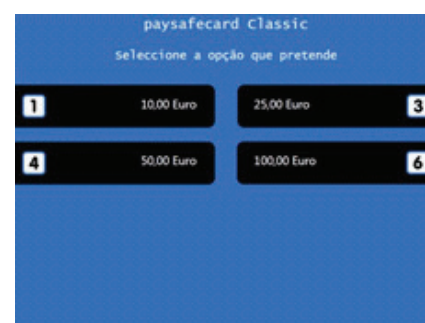 paysafecard Classic
Seleccione a opção que pretende
1 10,00 Euro 25,00 Euro 3
4 50,00 Euro 100,00 Euro 6